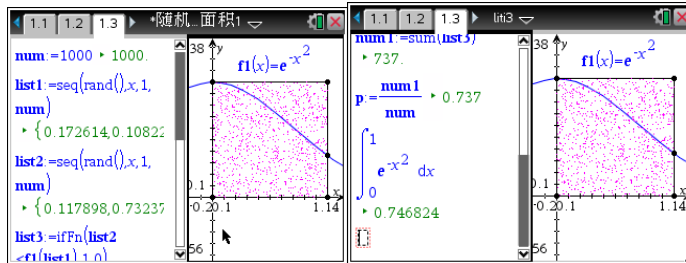 1.1 1.2 1.3 *随机...面积1
num:=1000 ▸ 1000.
list1:=seq(rand(),x,1,
num)
▸ {0.172614,0.10822
list2:=seq(rand(),x,1,
num)
▸ {0.117898,0.73237
list3:=ifFn(list2
<f1(list1),1,0)
38 y
f1(x)=e^-x^2
0.1
x
-0.2 0.1 1.14
56
1.1 1.2 1.3 liti3
num1:=sum(list3)
▸ 737.
p:=num1/num ▸ 0.737
∫_0^1 e^-x^2 dx
▸ 0.746824
38 y
f1(x)=e^-x^2
0.1
x
-0.2 0.1 1.14
56